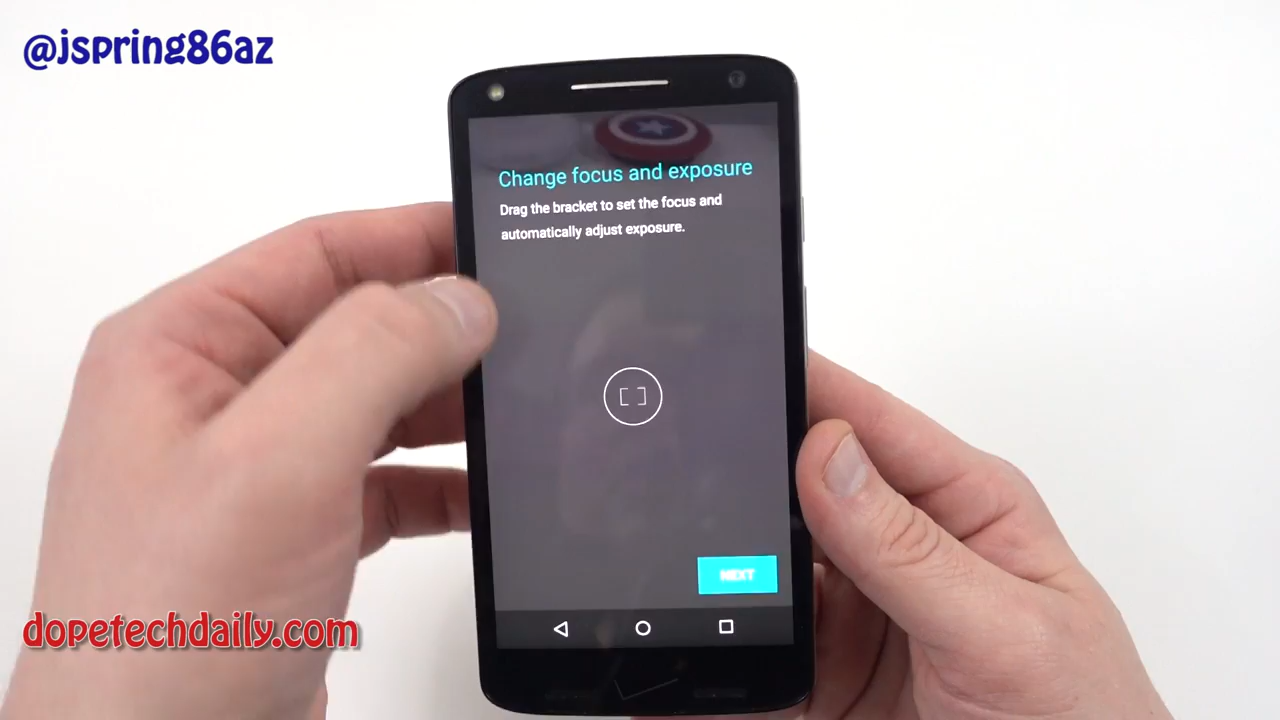 @jspring86az
Change focus and exposure
Drag the bracket to set the focus and
automatically adjust exposure.
NEXT
dopetechdaily.com